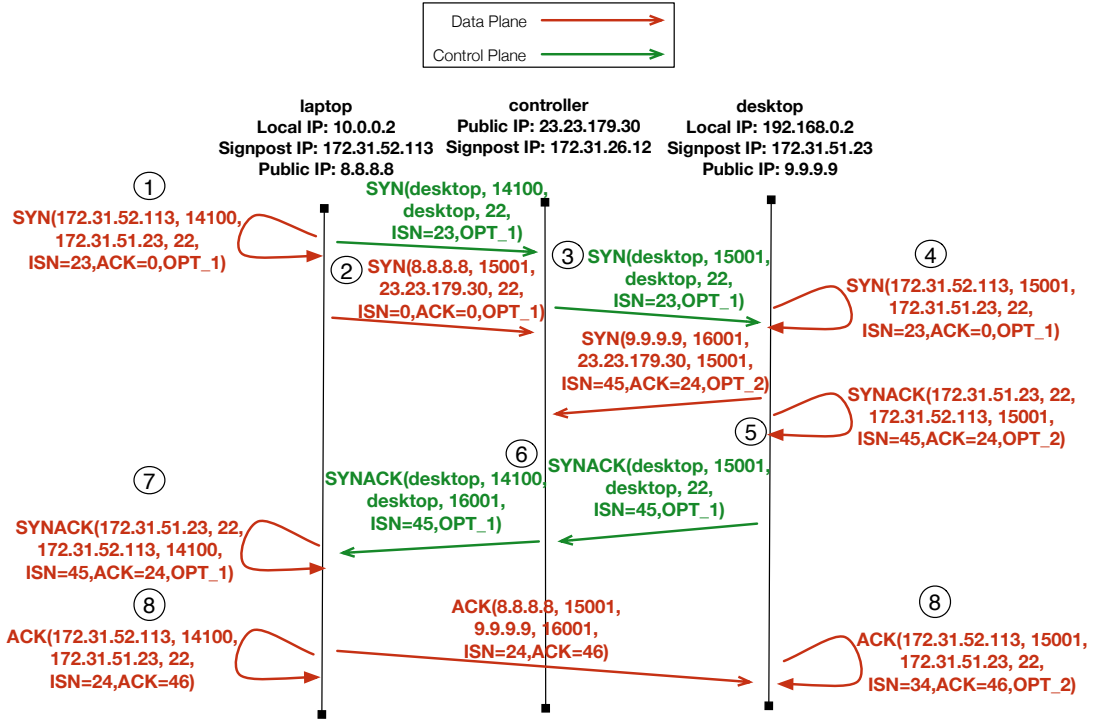 Data Plane
Control Plane
laptop
Local IP: 10.0.0.2
Signpost IP: 172.31.52.113
Public IP: 8.8.8.8
controller
Public IP: 23.23.179.30
Signpost IP: 172.31.26.12
desktop
Local IP: 192.168.0.2
Signpost IP: 172.31.51.23
Public IP: 9.9.9.9
1
SYN(172.31.52.113, 14100,
172.31.51.23, 22,
ISN=23,ACK=0,OPT_1)
SYN(desktop, 14100,
desktop, 22,
ISN=23,OPT_1)
2
SYN(8.8.8.8, 15001,
23.23.179.30, 22,
ISN=0,ACK=0,OPT_1)
3
SYN(desktop, 15001,
desktop, 22,
ISN=23,OPT_1)
4
SYN(172.31.52.113, 15001,
172.31.51.23, 22,
ISN=23,ACK=0,OPT_1)
SYN(9.9.9.9, 16001,
23.23.179.30, 15001,
ISN=45,ACK=24,OPT_2)
SYNACK(172.31.51.23, 22,
172.31.52.113, 15001,
ISN=45,ACK=24,OPT_2)
5
SYNACK(desktop, 15001,
desktop, 22,
ISN=45,OPT_1)
6
SYNACK(desktop, 14100,
desktop, 16001,
ISN=45,OPT_1)
7
SYNACK(172.31.51.23, 22,
172.31.52.113, 14100,
ISN=45,ACK=24,OPT_1)
8
ACK(172.31.52.113, 14100,
172.31.51.23, 22,
ISN=24,ACK=46)
ACK(8.8.8.8, 15001,
9.9.9.9, 16001,
ISN=24,ACK=46)
8
ACK(172.31.52.113, 15001,
172.31.51.23, 22,
ISN=34,ACK=46,OPT_2)